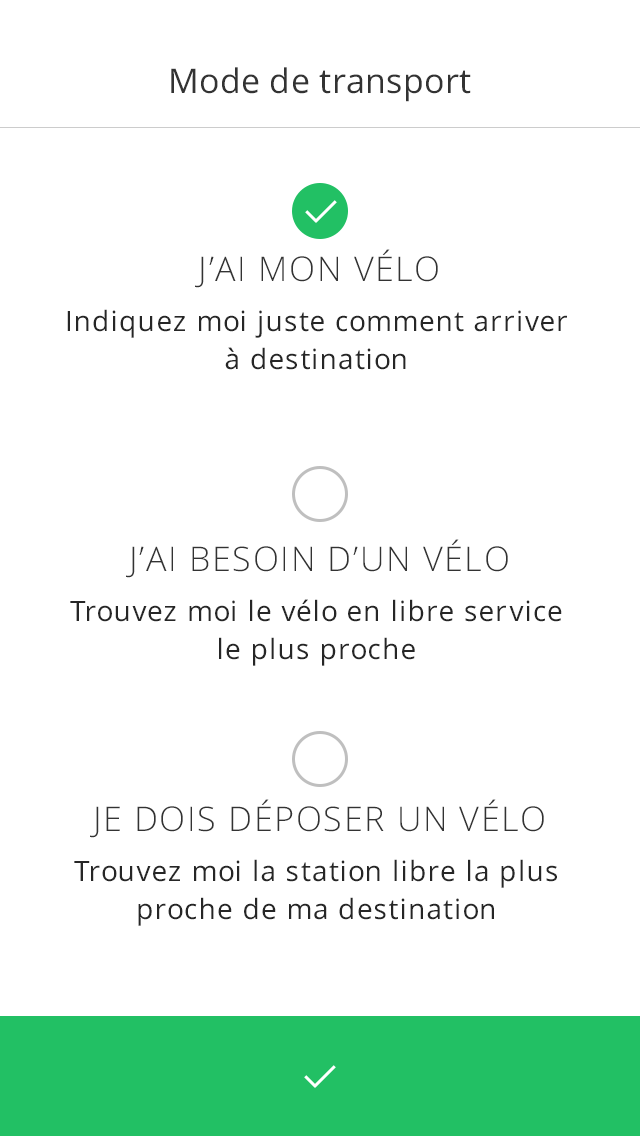 Mode de transport
J’AI MON VÉLO
Indiquez moi juste comment arriver
à destination
J’AI BESOIN D’UN VÉLO
Trouvez moi le vélo en libre service
le plus proche
JE DOIS DÉPOSER UN VÉLO
Trouvez moi la station libre la plus
proche de ma destination